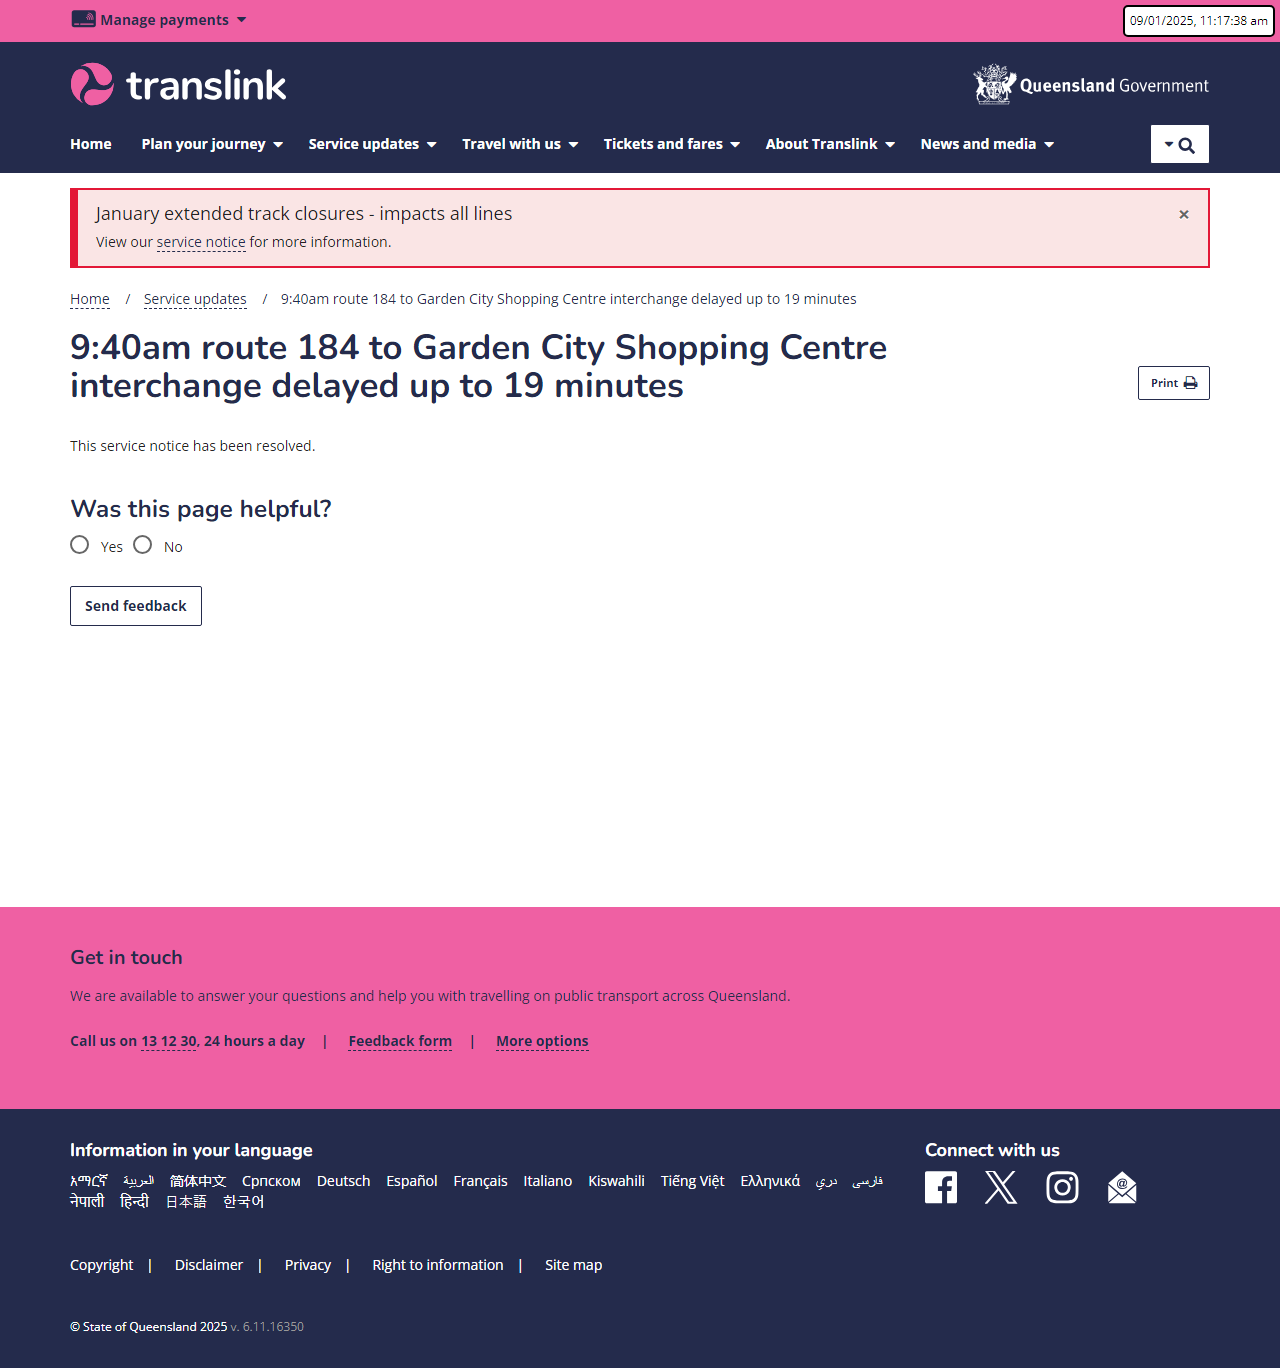 Manage payments
09/01/2025, 11:17:38 am
translink
Queensland Government
Home Plan your journey Service updates Travel with us Tickets and fares About Translink News and media
January extended track closures - impacts all lines
×
View our service notice for more information.
Home / Service updates / 9:40am route 184 to Garden City Shopping Centre interchange delayed up to 19 minutes
9:40am route 184 to Garden City Shopping Centre
interchange delayed up to 19 minutes
Print
This service notice has been resolved.
Was this page helpful?
Yes No
Send feedback
Get in touch
We are available to answer your questions and help you with travelling on public transport across Queensland.
Call us on 13 12 30, 24 hours a day | Feedback form | More options
Information in your language
አማርኛ العربية 简体中文 Српском Deutsch Español Français Italiano Kiswahili Tiếng Việt Ελληνικά دري فارسی
नेपाली हिन्दी 日本語 한국어
Connect with us
Copyright | Disclaimer | Privacy | Right to information | Site map
© State of Queensland 2025 v. 6.11.16350